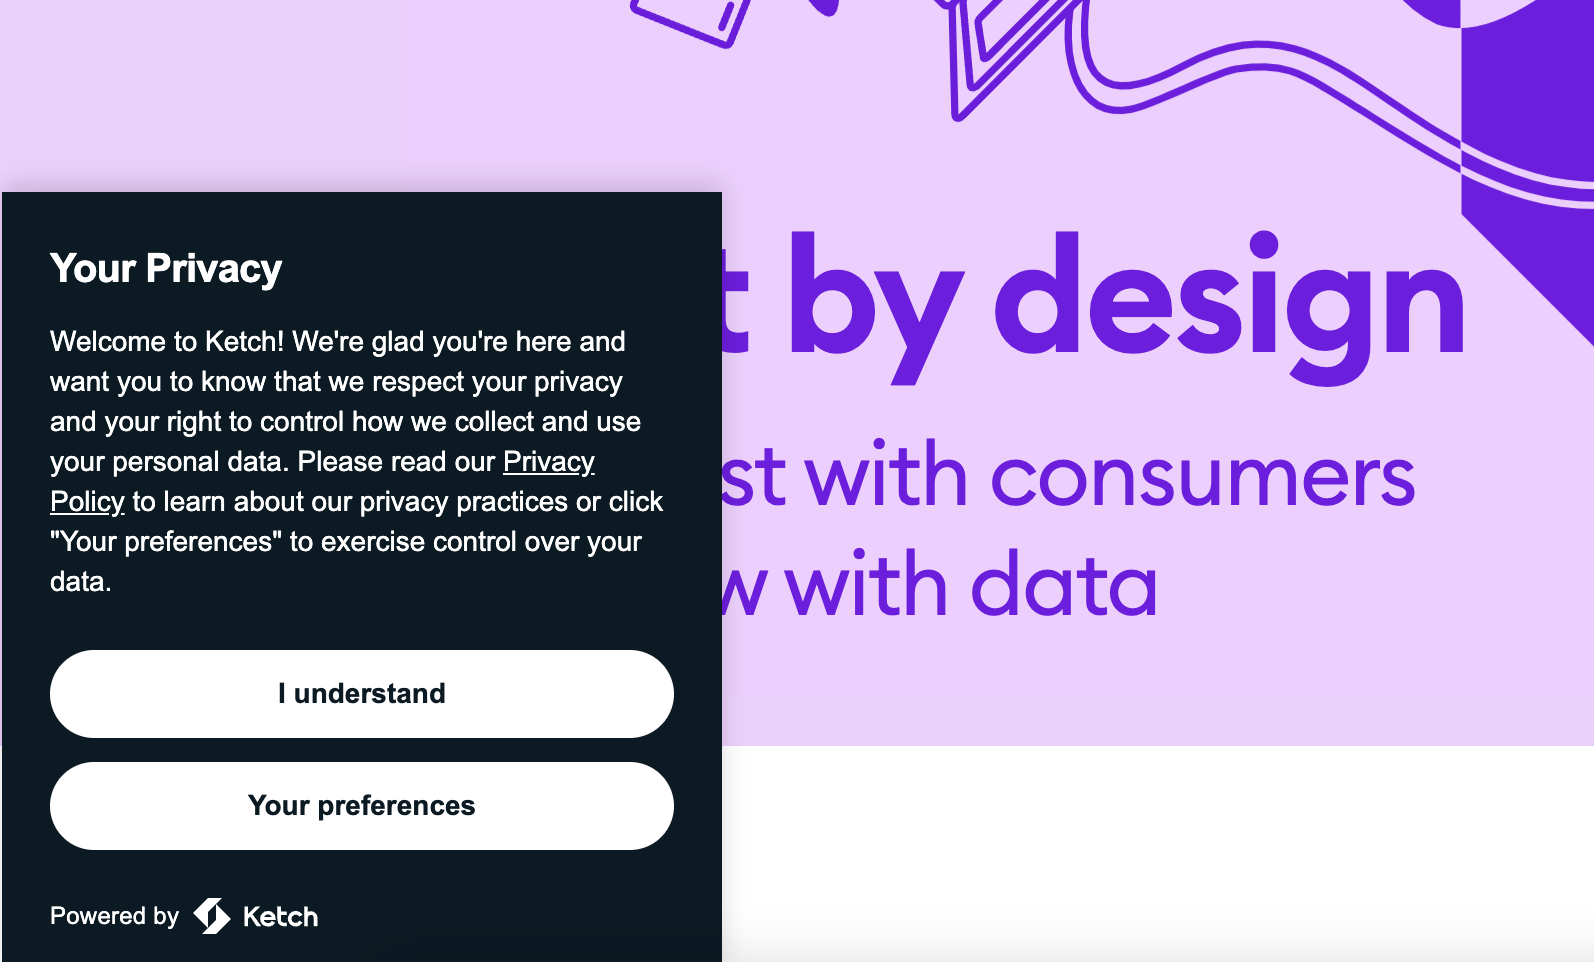 Your Privacy
Welcome to Ketch! We're glad you're here and
want you to know that we respect your privacy
and your right to control how we collect and use
your personal data. Please read our Privacy
Policy to learn about our privacy practices or click
"Your preferences" to exercise control over your
data.
I understand
Your preferences
Powered by Ketch
by design
with consumers
with data